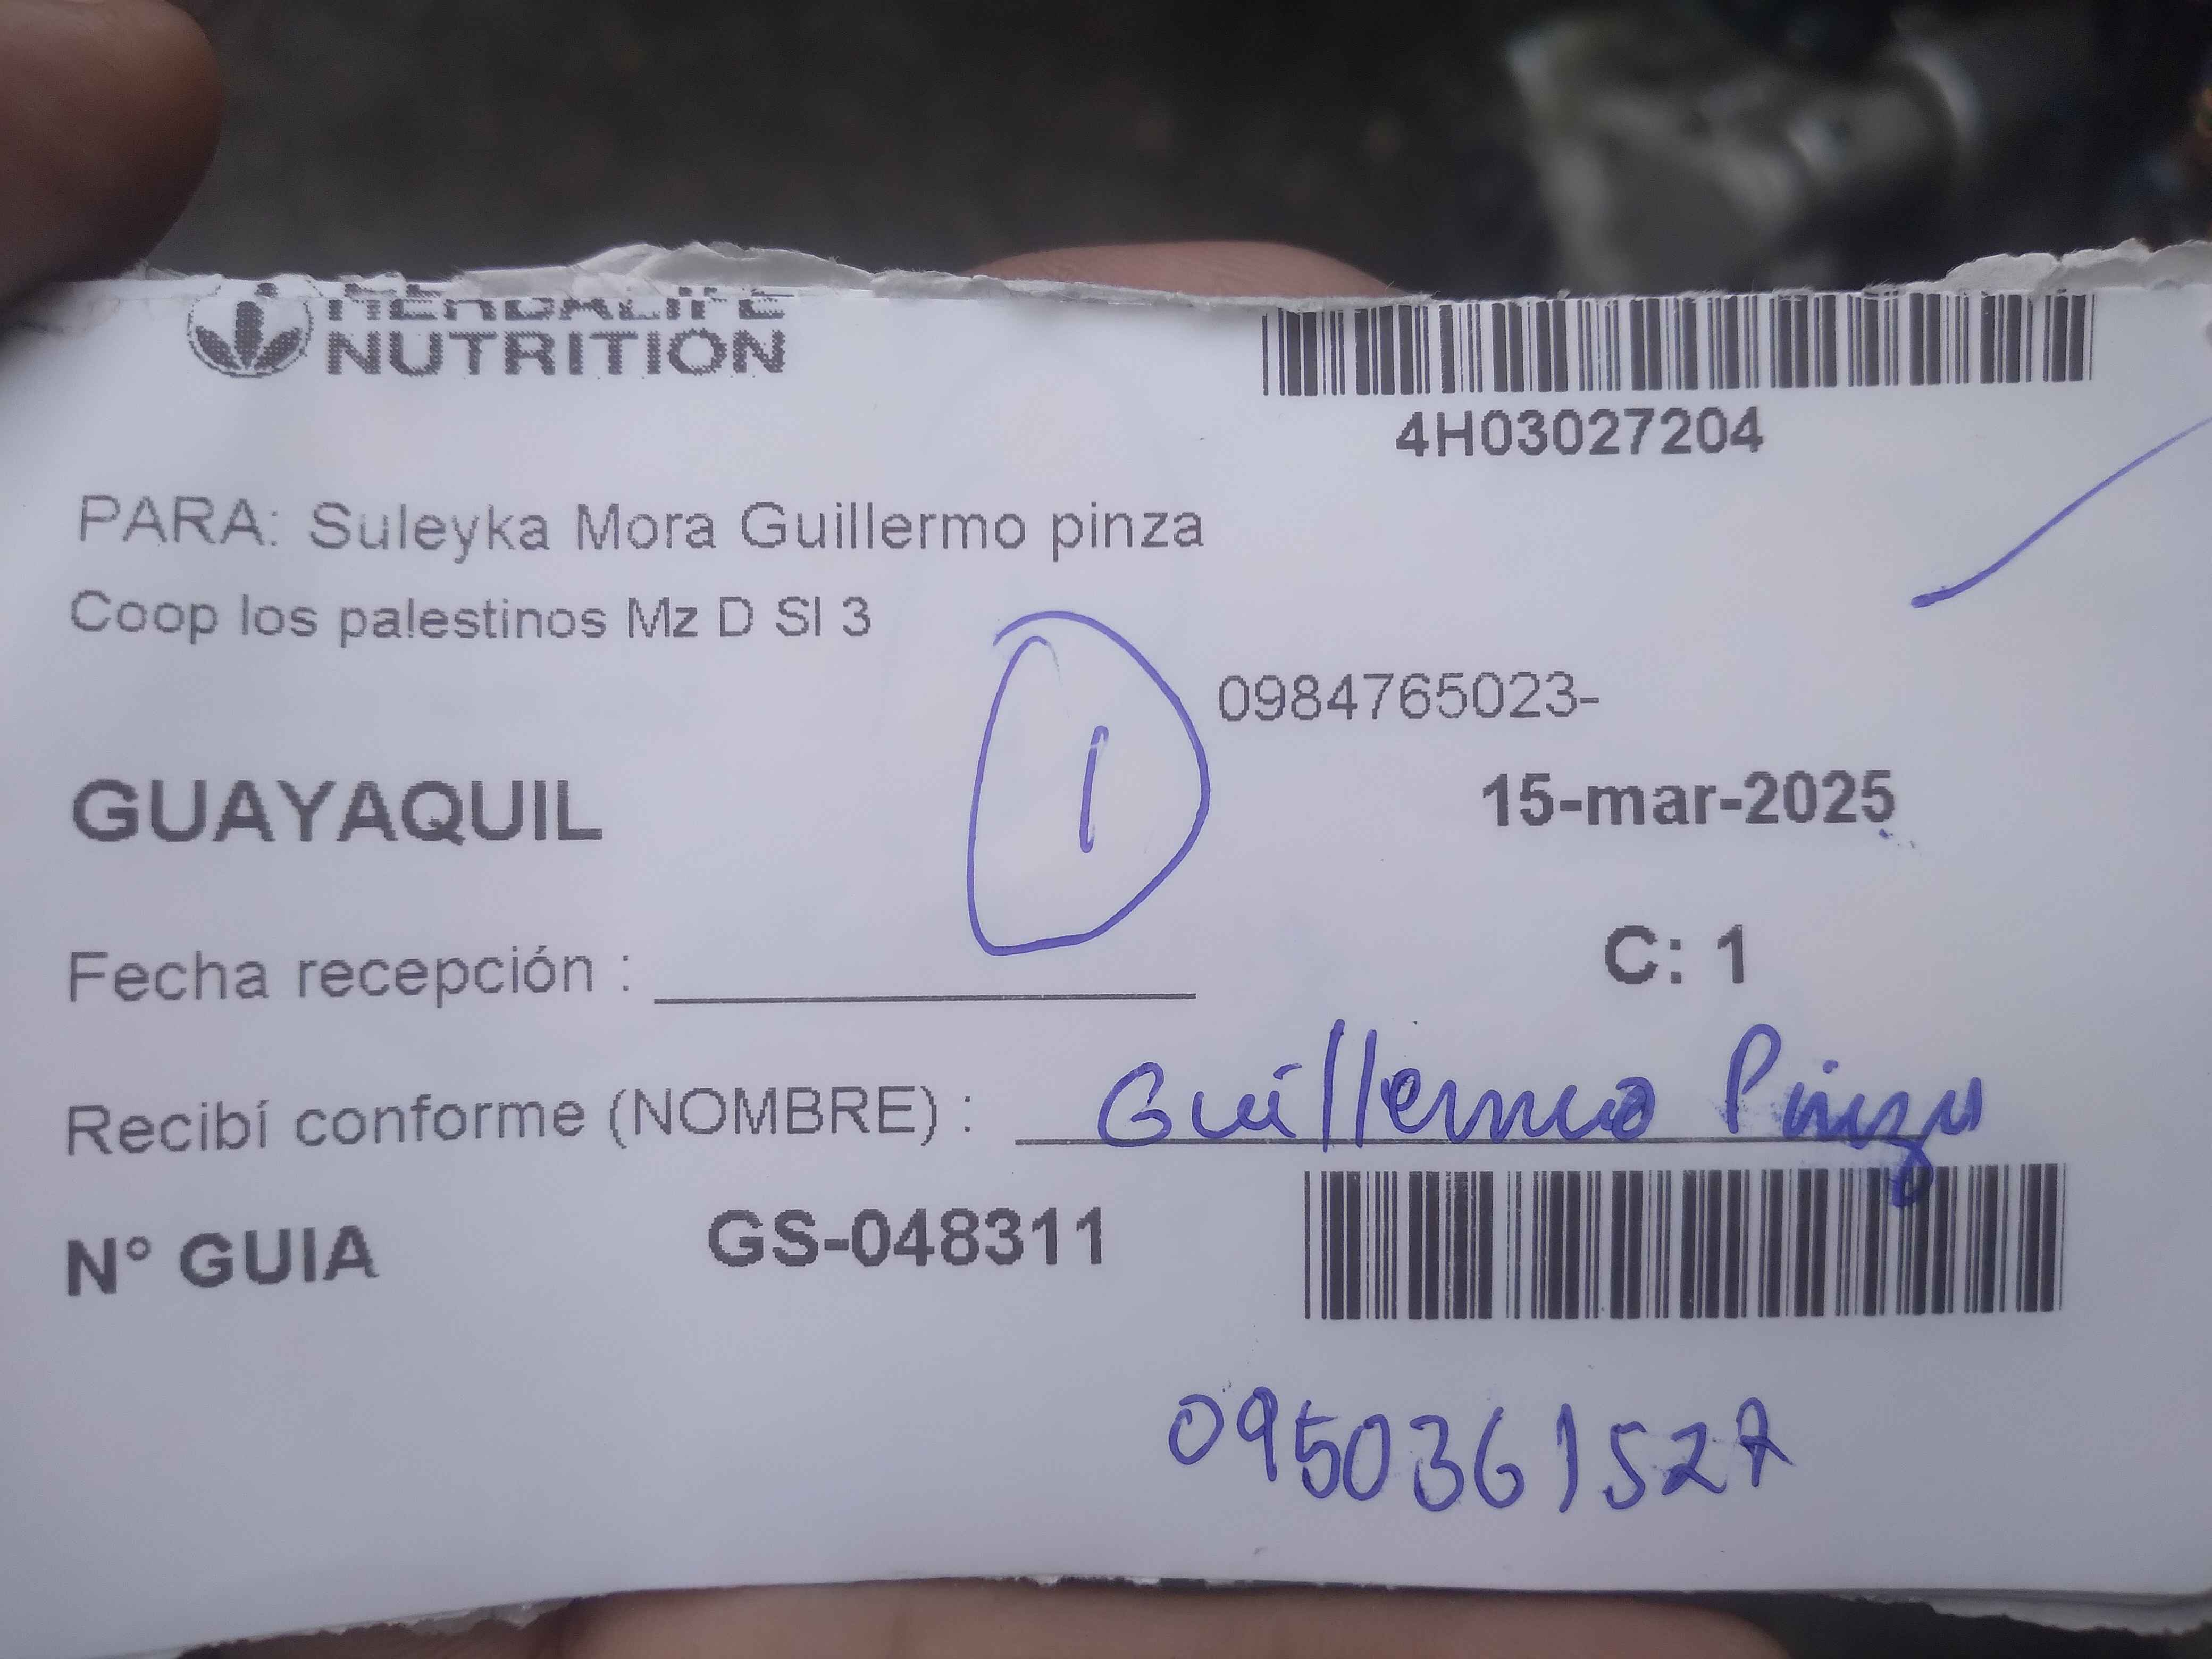 HERBALIFE
NUTRITION
4H03027204
PARA: Suleyka Mora Guillermo pinza
Coop los palestinos Mz D Sl 3
0984765023-
1
GUAYAQUIL
15-mar-2025
Fecha recepción :
C: 1
Recibí conforme (NOMBRE) : Guillermo Pinza
N° GUIA GS-048311
0950361527